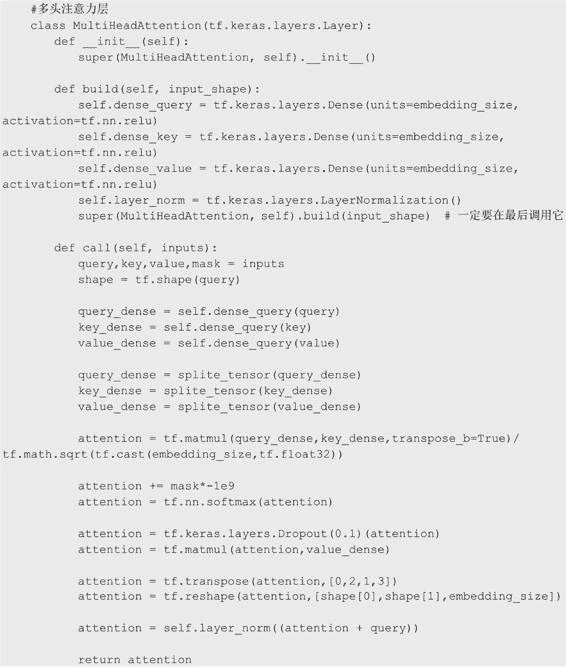 #多头注意力层
class MultiHeadAttention(tf.keras.layers.Layer):
    def __init__(self):
        super(MultiHeadAttention, self).__init__()

    def build(self, input_shape):
        self.dense_query = tf.keras.layers.Dense(units=embedding_size,
activation=tf.nn.relu)
        self.dense_key = tf.keras.layers.Dense(units=embedding_size,
activation=tf.nn.relu)
        self.dense_value = tf.keras.layers.Dense(units=embedding_size,
activation=tf.nn.relu)
        self.layer_norm = tf.keras.layers.LayerNormalization()
        super(MultiHeadAttention, self).build(input_shape)  # 一定要在最后调用它

    def call(self, inputs):
        query,key,value,mask = inputs
        shape = tf.shape(query)

        query_dense = self.dense_query(query)
        key_dense = self.dense_query(key)
        value_dense = self.dense_query(value)

        query_dense = splite_tensor(query_dense)
        key_dense = splite_tensor(key_dense)
        value_dense = splite_tensor(value_dense)

        attention = tf.matmul(query_dense,key_dense,transpose_b=True)/
tf.math.sqrt(tf.cast(embedding_size,tf.float32))

        attention += mask*-1e9
        attention = tf.nn.softmax(attention)

        attention = tf.keras.layers.Dropout(0.1)(attention)
        attention = tf.matmul(attention,value_dense)

        attention = tf.transpose(attention,[0,2,1,3])
        attention = tf.reshape(attention,[shape[0],shape[1],embedding_size])

        attention = self.layer_norm((attention + query))

        return attention